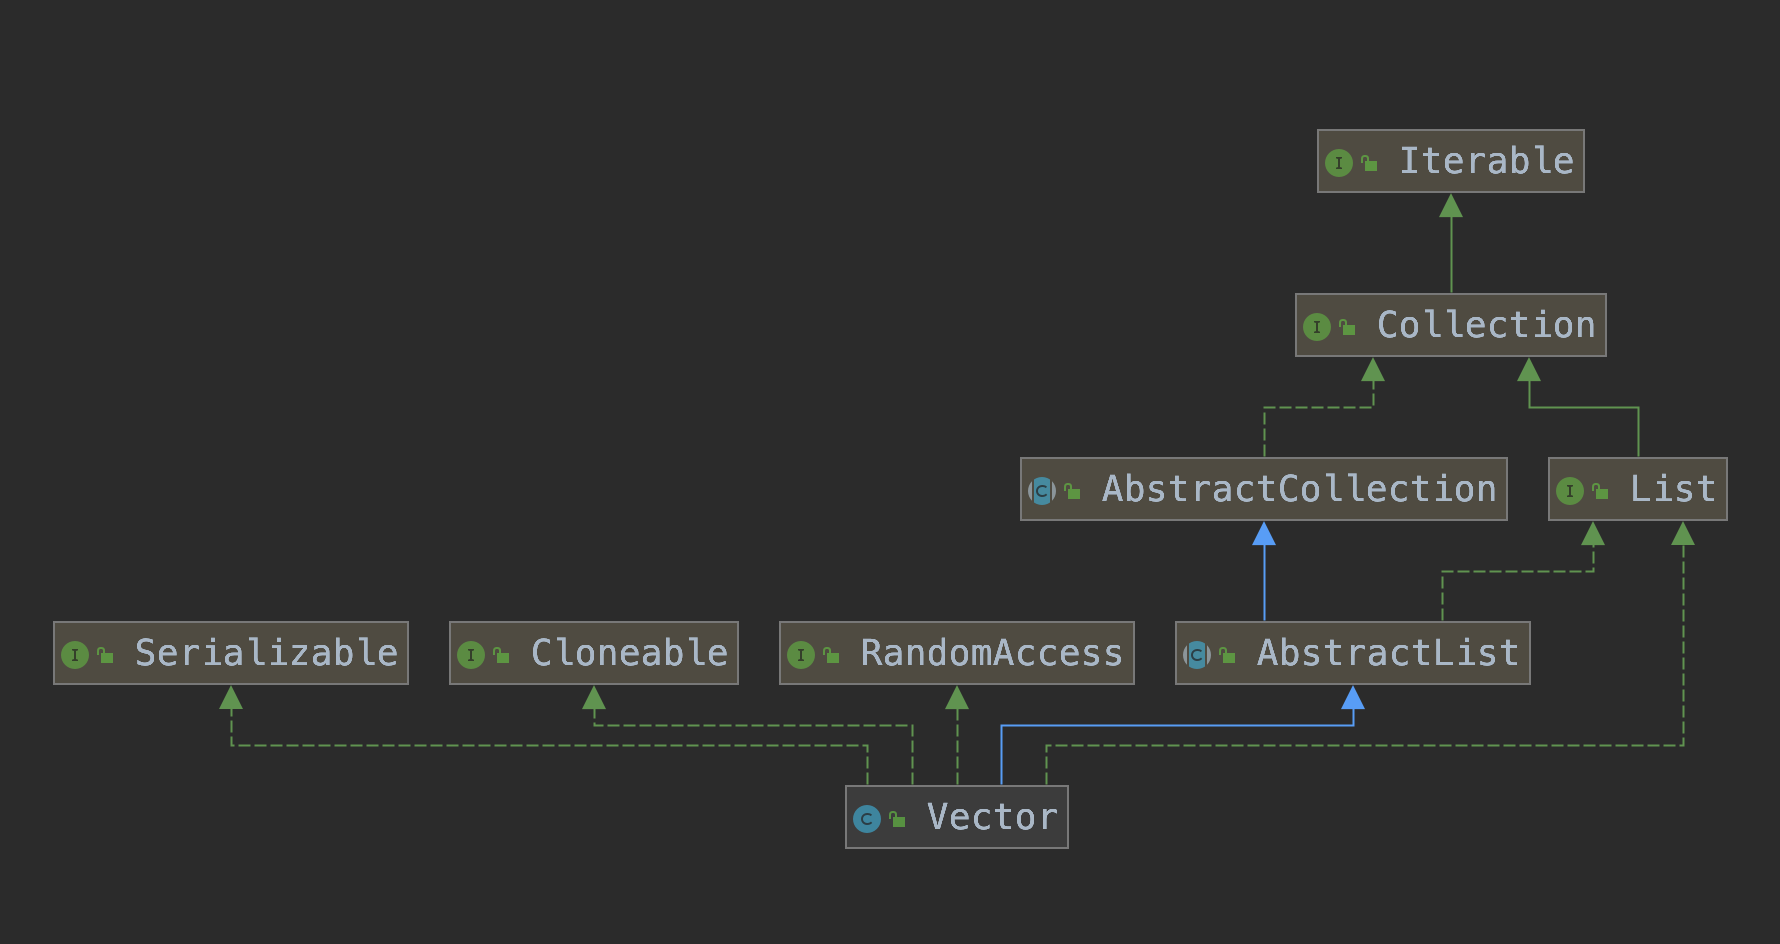 Iterable
Collection
AbstractCollection
List
Serializable
Cloneable
RandomAccess
AbstractList
Vector